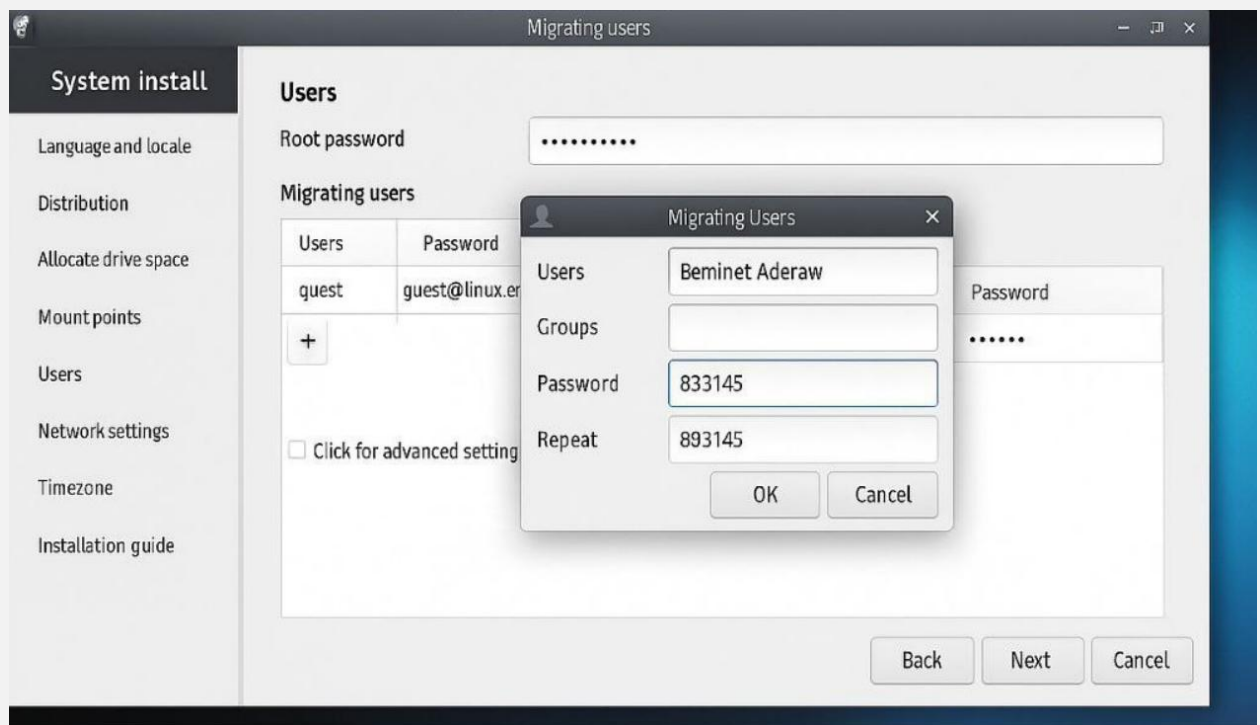 Migrating users
System install
Language and locale
Distribution
Allocate drive space
Mount points
Users
Network settings
Timezone
Installation guide
Users
Root password
••••••••••
Migrating users
Users Password
quest guest@linux.er
+
Password
••••••
Click for advanced setting
Migrating Users
Users Beminet Aderaw
Groups
Password 833145
Repeat 893145
OK Cancel
Back Next Cancel